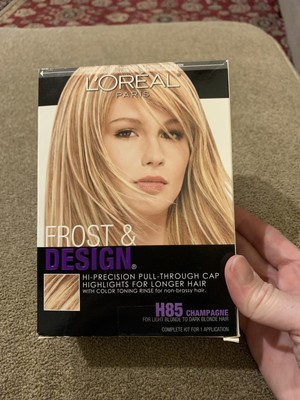 L'ORÉAL
PARIS
FROST &
DESIGN®
HI-PRECISION PULL-THROUGH CAP
HIGHLIGHTS FOR LONGER HAIR
WITH COLOR TONING RINSE for non-brassy hair.
H85 CHAMPAGNE
FOR LIGHT BLONDE TO DARK BLONDE HAIR
COMPLETE KIT FOR 1 APPLICATION